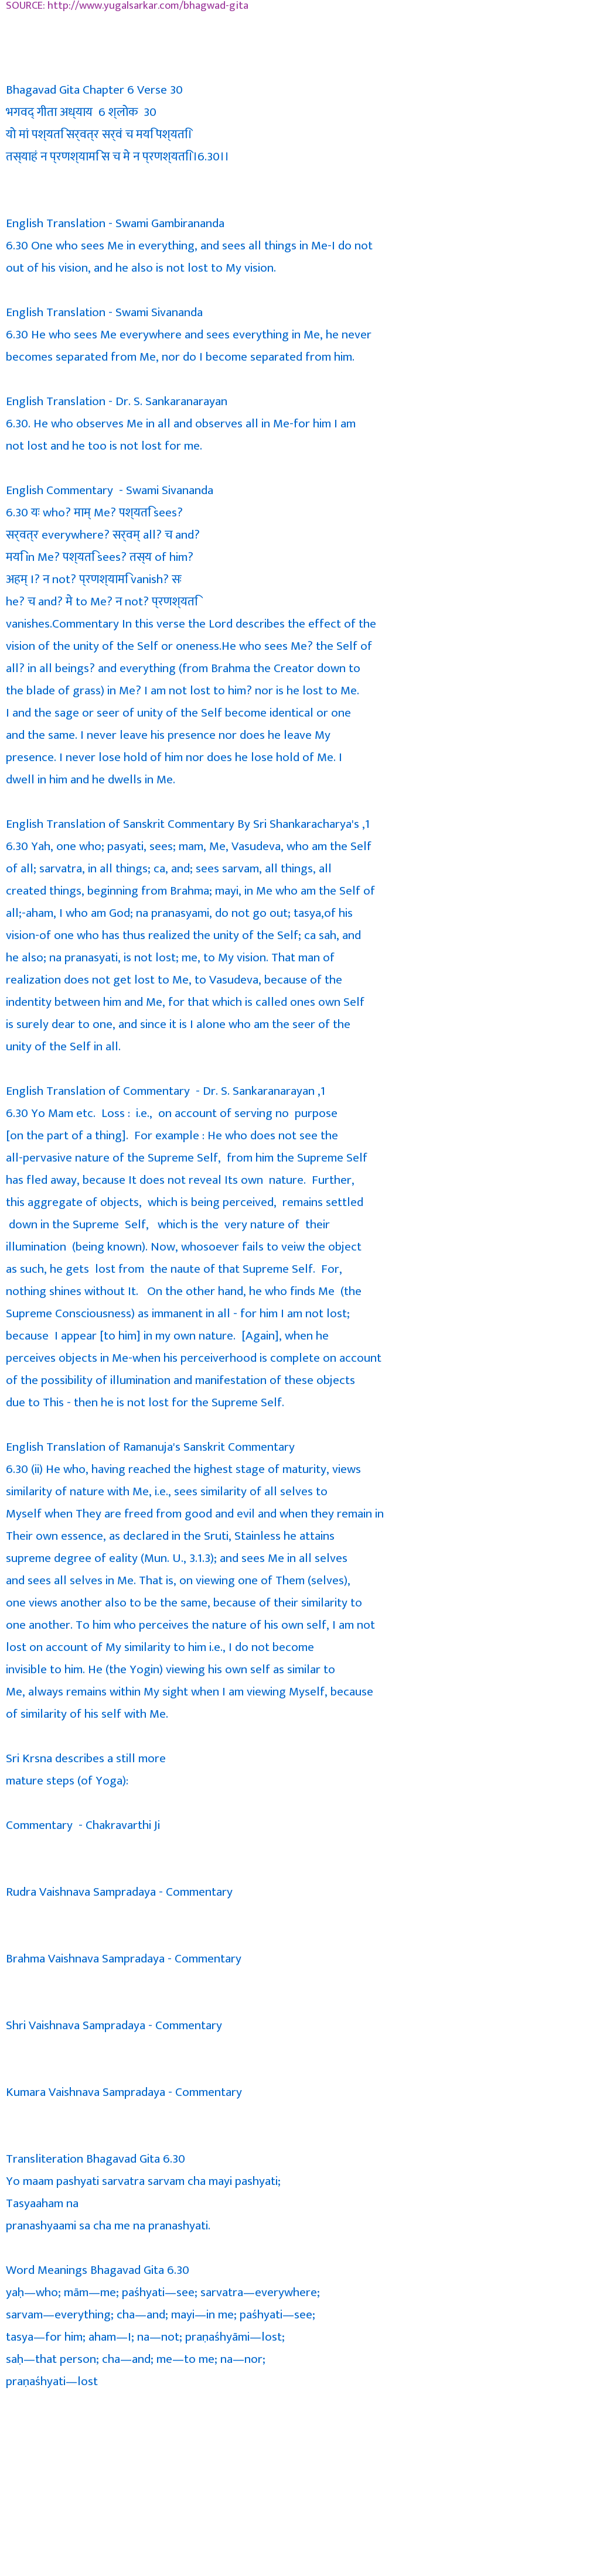 SOURCE: http://www.yugalsarkar.com/bhagwad-gita
Bhagavad Gita Chapter 6 Verse 30
भगवद् गीता अध्याय  6 श्लोक  30
यो मां पश्यति सर्वत्र सर्वं च मयि पश्यति।
तस्याहं न प्रणश्यामि स च मे न प्रणश्यति।।6.30।।
English Translation - Swami Gambirananda
6.30 One who sees Me in everything, and sees all things in Me-I do not
out of his vision, and he also is not lost to My vision.
English Translation - Swami Sivananda
6.30 He who sees Me everywhere and sees everything in Me, he never
becomes separated from Me, nor do I become separated from him.
English Translation - Dr. S. Sankaranarayan
6.30. He who observes Me in all and observes all in Me-for him I am
not lost and he too is not lost for me.
English Commentary  - Swami Sivananda
6.30 यः who? माम् Me? पश्यति sees?
सर्वत्र everywhere? सर्वम् all? च and?
मयि in Me? पश्यति sees? तस्य of him?
अहम् I? न not? प्रणश्यामि vanish? सः
he? च and? मे to Me? न not? प्रणश्यति
vanishes.Commentary In this verse the Lord describes the effect of the
vision of the unity of the Self or oneness.He who sees Me? the Self of
all? in all beings? and everything (from Brahma the Creator down to
the blade of grass) in Me? I am not lost to him? nor is he lost to Me.
I and the sage or seer of unity of the Self become identical or one
and the same. I never leave his presence nor does he leave My
presence. I never lose hold of him nor does he lose hold of Me. I
dwell in him and he dwells in Me.
English Translation of Sanskrit Commentary By Sri Shankaracharya's ,1
6.30 Yah, one who; pasyati, sees; mam, Me, Vasudeva, who am the Self
of all; sarvatra, in all things; ca, and; sees sarvam, all things, all
created things, beginning from Brahma; mayi, in Me who am the Self of
all;-aham, I who am God; na pranasyami, do not go out; tasya,of his
vision-of one who has thus realized the unity of the Self; ca sah, and
he also; na pranasyati, is not lost; me, to My vision. That man of
realization does not get lost to Me, to Vasudeva, because of the
indentity between him and Me, for that which is called ones own Self
is surely dear to one, and since it is I alone who am the seer of the
unity of the Self in all.
English Translation of Commentary  - Dr. S. Sankaranarayan ,1
6.30 Yo Mam etc.  Loss :  i.e.,  on account of serving no  purpose
[on the part of a thing].  For example : He who does not see the
all-pervasive nature of the Supreme Self,  from him the Supreme Self
has fled away, because It does not reveal Its own  nature.  Further,
this aggregate of objects,  which is being perceived,  remains settled
down in the Supreme  Self,   which is the  very nature of  their
illumination  (being known). Now, whosoever fails to veiw the object
as such, he gets  lost from  the naute of that Supreme Self.  For,
nothing shines without It.   On the other hand, he who finds Me  (the
Supreme Consciousness) as immanent in all - for him I am not lost;
because  I appear [to him] in my own nature.  [Again], when he
perceives objects in Me-when his perceiverhood is complete on account
of the possibility of illumination and manifestation of these objects
due to This - then he is not lost for the Supreme Self.
English Translation of Ramanuja's Sanskrit Commentary
6.30 (ii) He who, having reached the highest stage of maturity, views
similarity of nature with Me, i.e., sees similarity of all selves to
Myself when They are freed from good and evil and when they remain in
Their own essence, as declared in the Sruti, Stainless he attains
supreme degree of eality (Mun. U., 3.1.3); and sees Me in all selves
and sees all selves in Me. That is, on viewing one of Them (selves),
one views another also to be the same, because of their similarity to
one another. To him who perceives the nature of his own self, I am not
lost on account of My similarity to him i.e., I do not become
invisible to him. He (the Yogin) viewing his own self as similar to
Me, always remains within My sight when I am viewing Myself, because
of similarity of his self with Me.
Sri Krsna describes a still more
mature steps (of Yoga):
Commentary  - Chakravarthi Ji
Rudra Vaishnava Sampradaya - Commentary
Brahma Vaishnava Sampradaya - Commentary
Shri Vaishnava Sampradaya - Commentary
Kumara Vaishnava Sampradaya - Commentary
Transliteration Bhagavad Gita 6.30
Yo maam pashyati sarvatra sarvam cha mayi pashyati;
Tasyaaham na
pranashyaami sa cha me na pranashyati.
Word Meanings Bhagavad Gita 6.30
yaḥ—who; mām—me; paśhyati—see; sarvatra—everywhere;
sarvam—everything; cha—and; mayi—in me; paśhyati—see;
tasya—for him; aham—I; na—not; praṇaśhyāmi—lost;
saḥ—that person; cha—and; me—to me; na—nor;
praṇaśhyati—lost